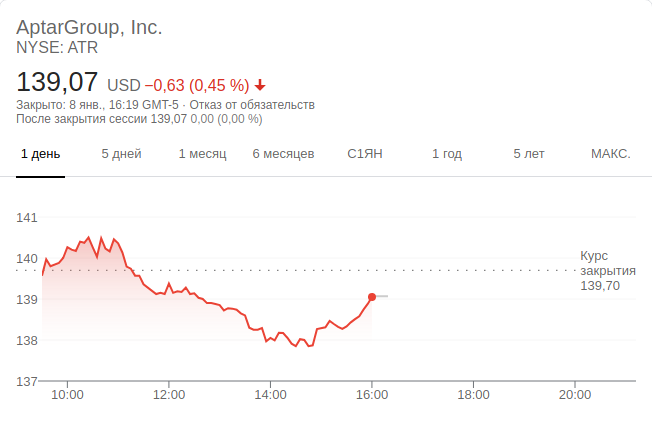 AptarGroup, Inc.
NYSE: ATR
139,07 USD −0,63 (0,45 %)
Закрыто: 8 янв., 16:19 GMT-5 · Отказ от обязательств
После закрытия сессии 139,07 0,00 (0,00 %)
1 день 5 дней 1 месяц 6 месяцев С1ЯН 1 год 5 лет МАКС.
141
140
139
138
137
Курс
закрытия
139,70
10:00 12:00 14:00 16:00 18:00 20:00